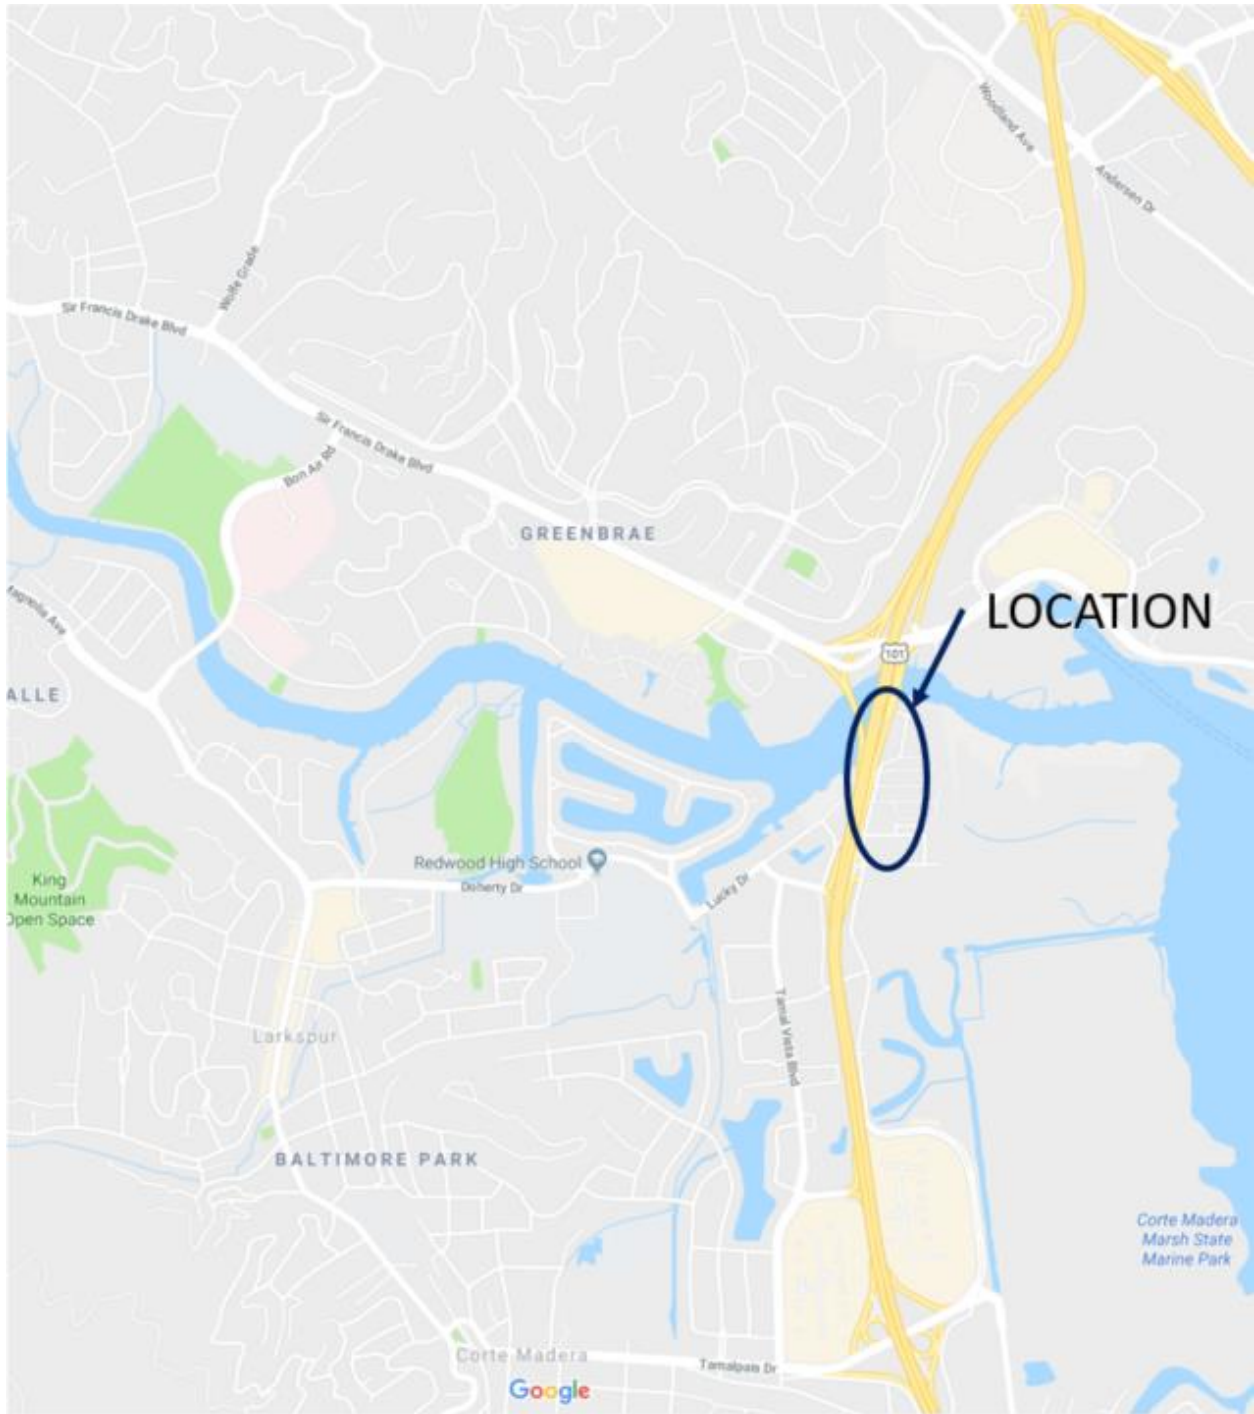 Woodland Ave
Andersen Dr
Wolfe Grade
Sir Francis Drake Blvd
Sir Francis Drake Blvd
Bon Air Rd
GREENBRAE
Magnolia Ave
LOCATION
101
ALLE
Redwood High School
Doherty Dr
Lucky Dr
King
Mountain
Open Space
Tamal Vista Blvd
Larkspur
BALTIMORE PARK
Corte Madera
Marsh State
Marine Park
Corte Madera
Tamalpais Dr
Google